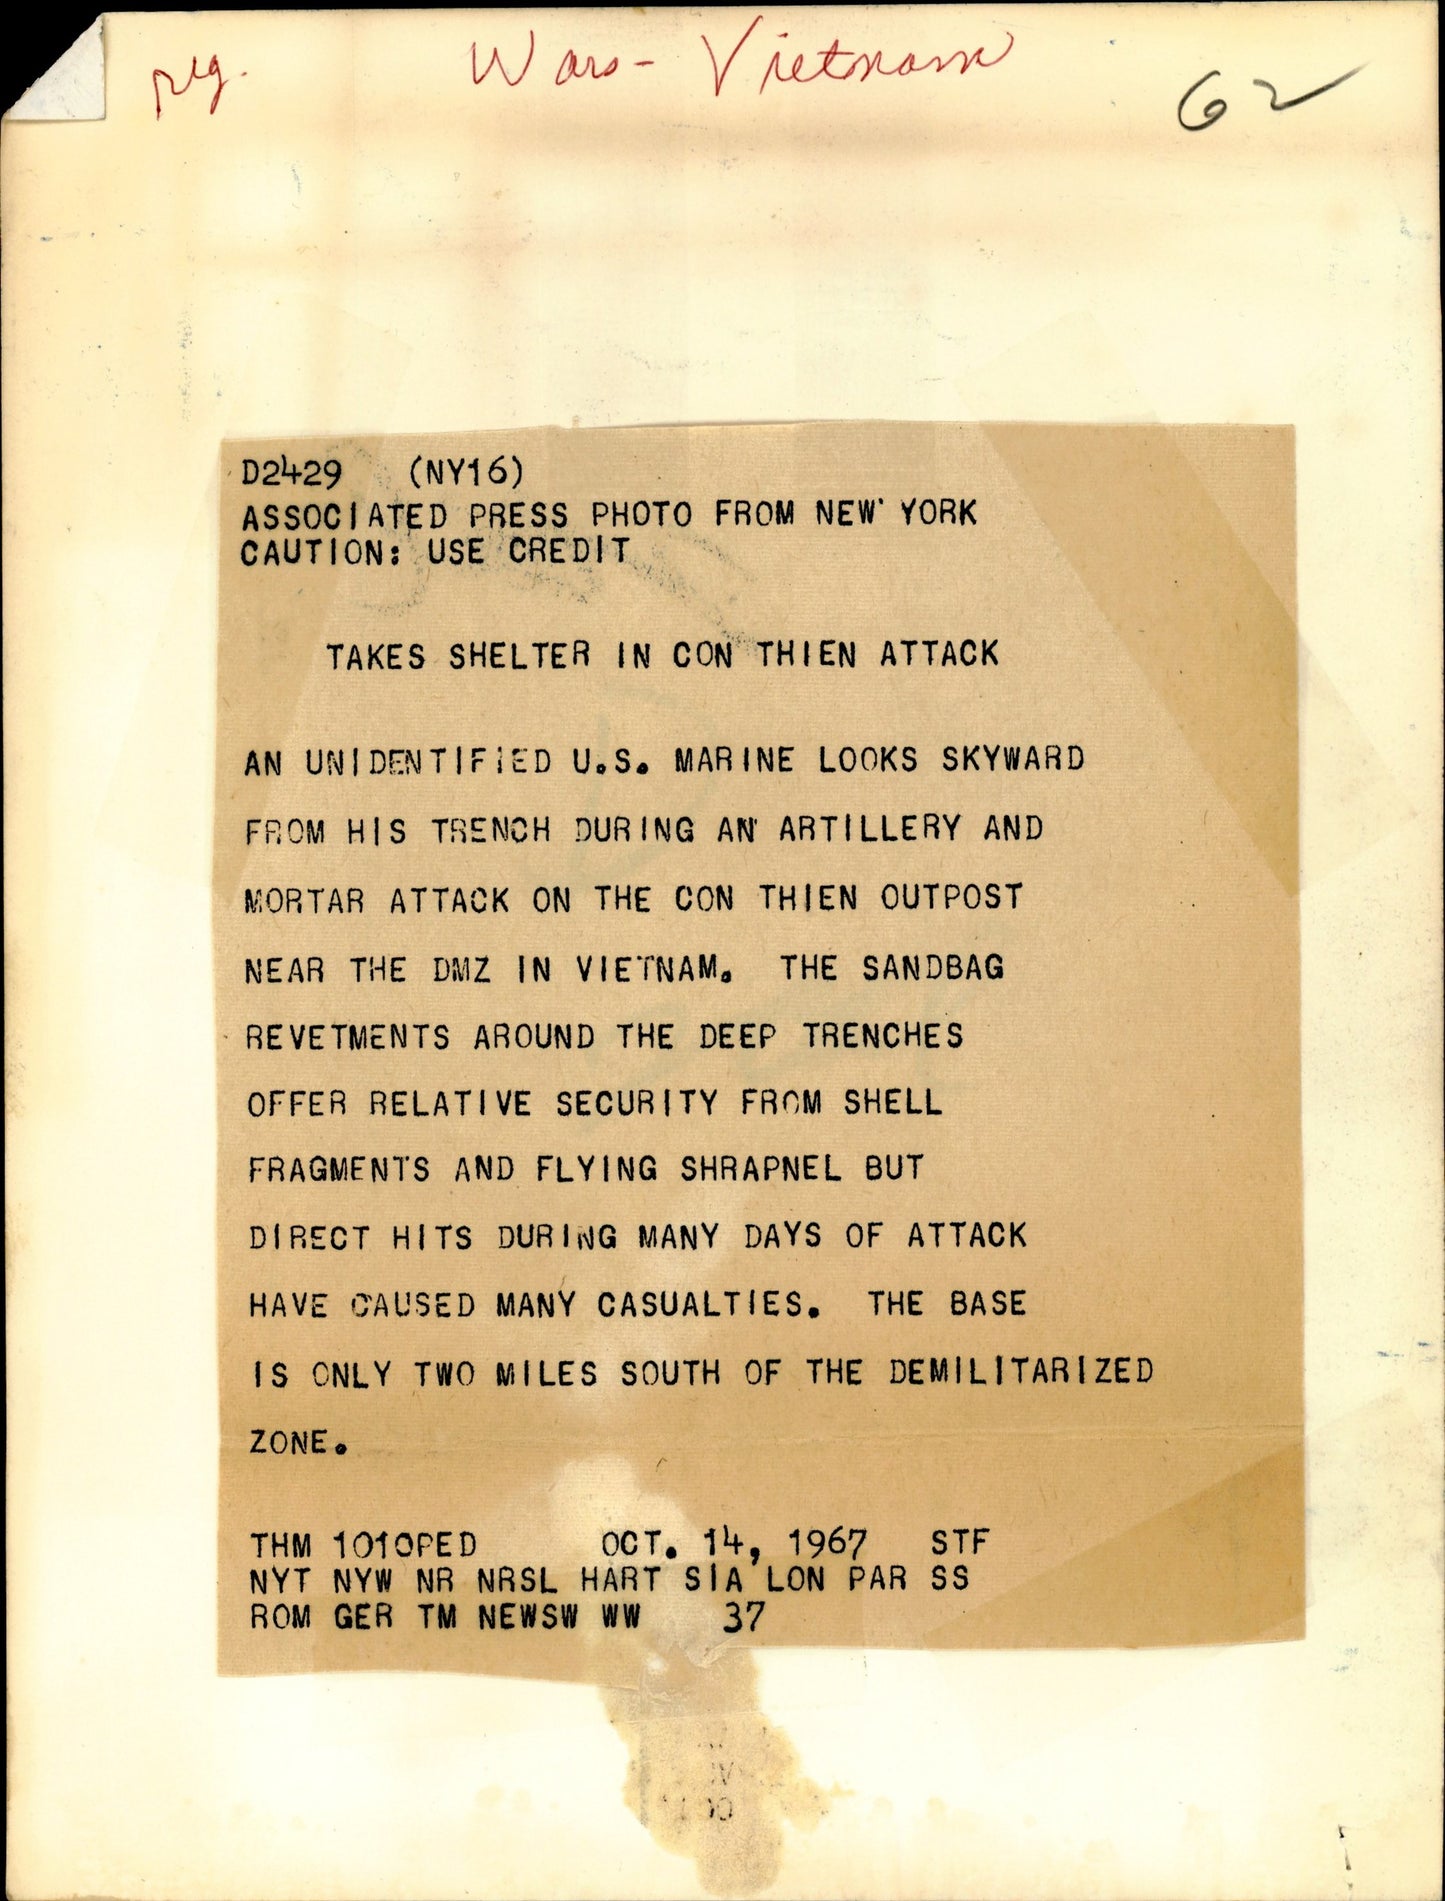 neg. Wars- Vietnam 62
D2429 (NY16)
ASSOCIATED PRESS PHOTO FROM NEW YORK
CAUTION: USE CREDIT
TAKES SHELTER IN CON THIEN ATTACK
AN UNIDENTIFIED U.S. MARINE LOOKS SKYWARD
FROM HIS TRENCH DURING AN ARTILLERY AND
MORTAR ATTACK ON THE CON THIEN OUTPOST
NEAR THE DMZ IN VIETNAM. THE SANDBAG
REVETMENTS AROUND THE DEEP TRENCHES
OFFER RELATIVE SECURITY FROM SHELL
FRAGMENTS AND FLYING SHRAPNEL BUT
DIRECT HITS DURING MANY DAYS OF ATTACK
HAVE CAUSED MANY CASUALTIES. THE BASE
IS ONLY TWO MILES SOUTH OF THE DEMILITARIZED
ZONE.
THM 1010PED OCT. 14, 1967 STF
NYT NYW NR NRSL HART SIA LON PAR SS
ROM GER TM NEWSW WW 37